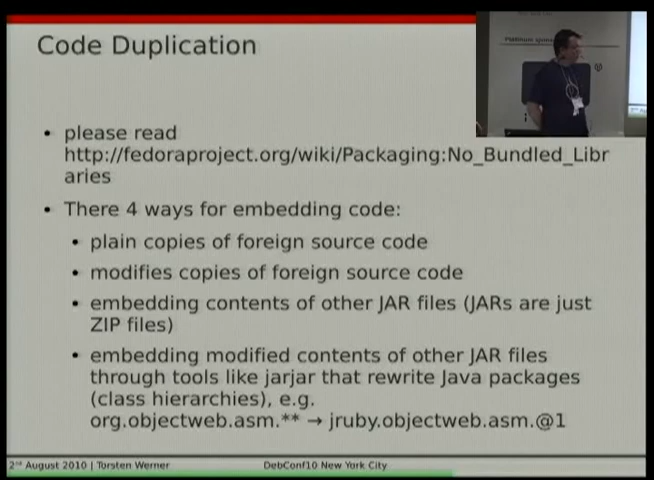 Code Duplication
Platinum
• please read
http://fedoraproject.org/wiki/Packaging:No_Bundled_Libr
aries
• There 4 ways for embedding code:
• plain copies of foreign source code
• modifies copies of foreign source code
• embedding contents of other JAR files (JARs are just
ZIP files)
• embedding modified contents of other JAR files
through tools like jarjar that rewrite Java packages
(class hierarchies), e.g.
org.objectweb.asm.** → jruby.objectweb.asm.@1
2nd August 2010 | Torsten Werner
DebConf10 New York City